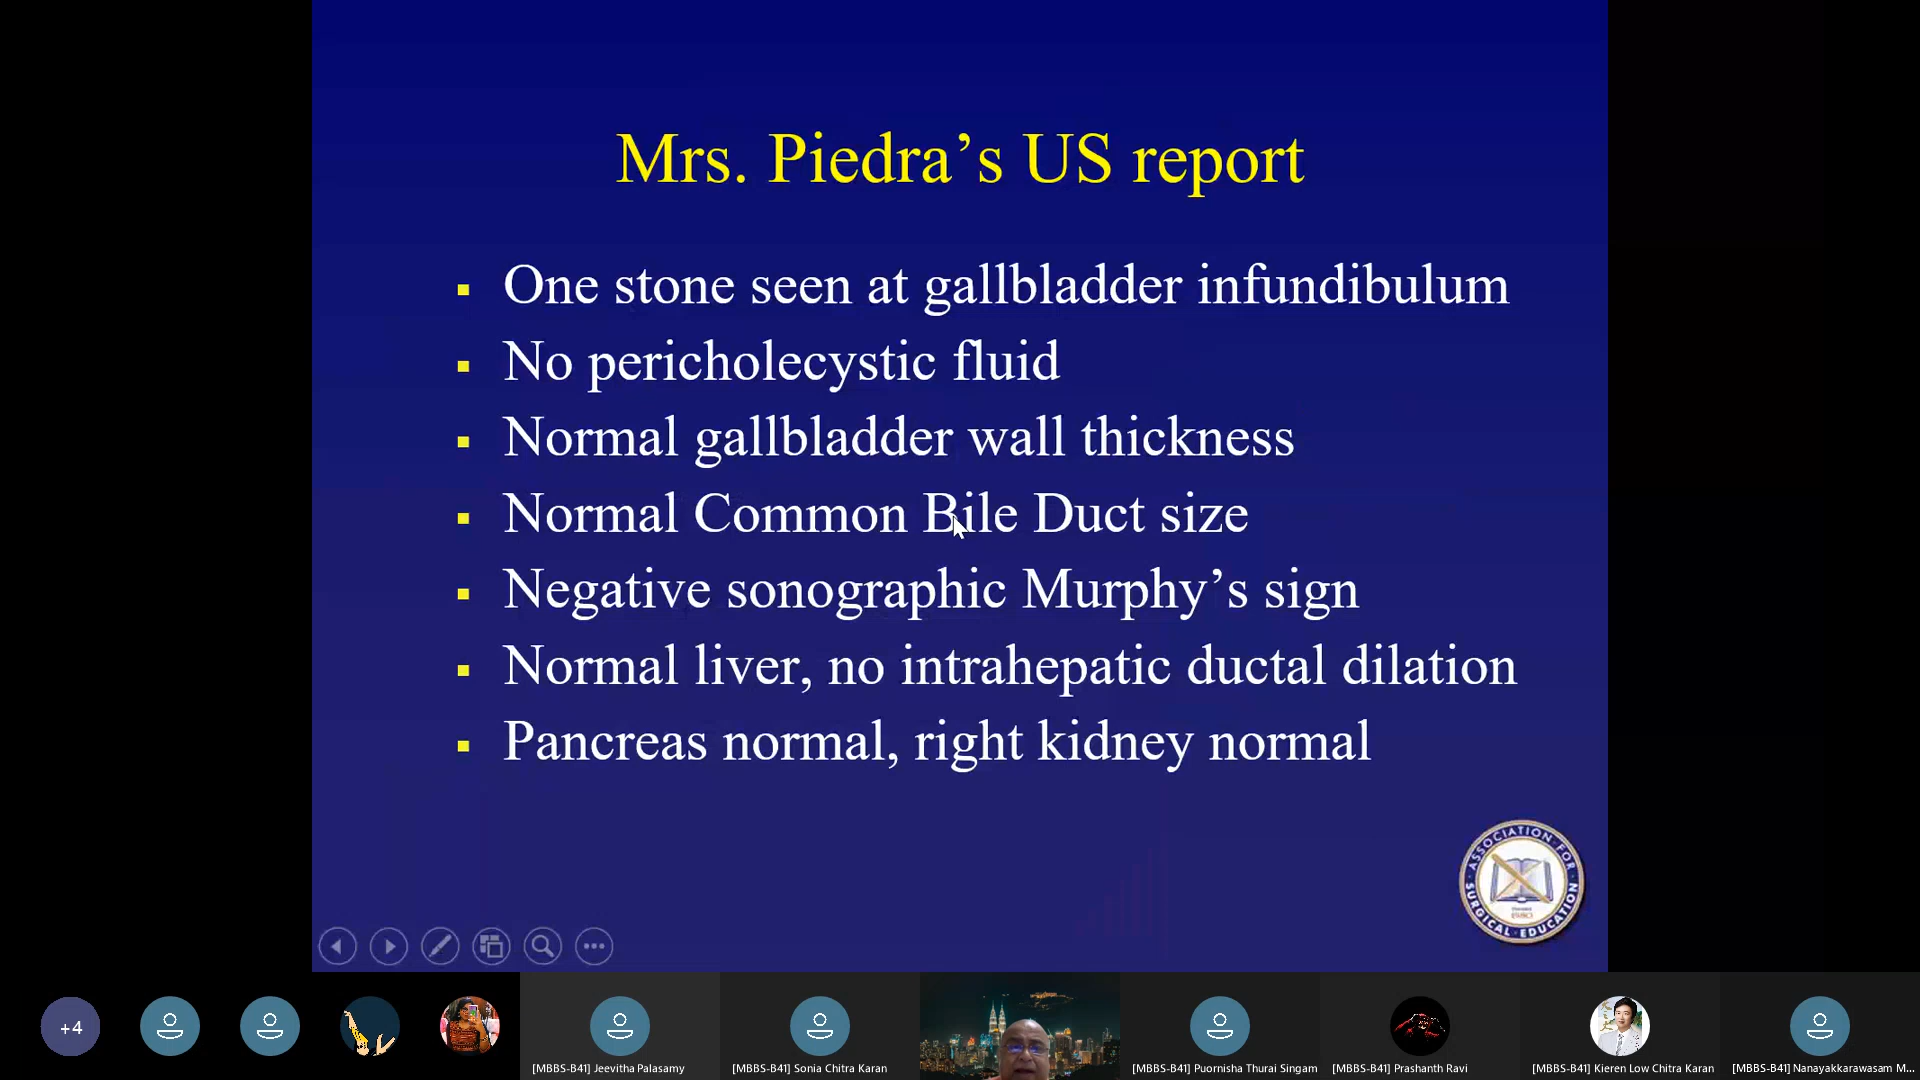 Mrs. Piedra’s US report
One stone seen at gallbladder infundibulum
No pericholecystic fluid
Normal gallbladder wall thickness
Normal Common Bile Duct size
Negative sonographic Murphy’s sign
Normal liver, no intrahepatic ductal dilation
Pancreas normal, right kidney normal
ASSOCIATION FOR
SURGICAL EDUCATION
+4
[MBBS-B41] Jeevitha Palasamy
[MBBS-B41] Sonia Chitra Karan
[MBBS-B41] Puornisha Thurai Singam
[MBBS-B41] Prashanth Ravi
[MBBS-B41] Kieren Low Chitra Karan
[MBBS-B41] Nanayakkarawasam M...